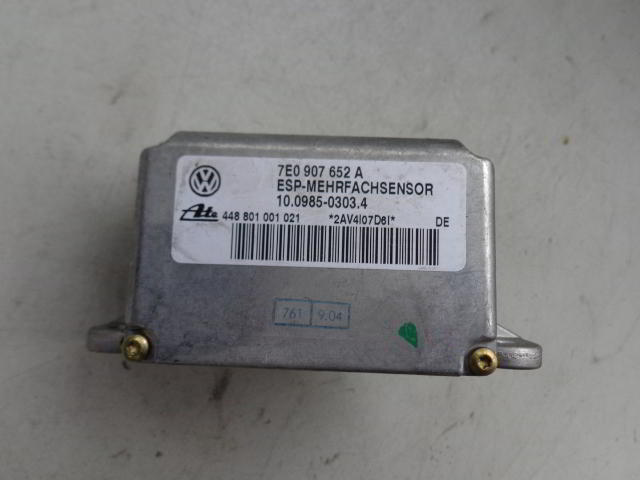 7E0 907 652 A
ESP-MEHRFACHSENSOR
10.0985-0303.4
Ate 448 801 001 021 *2AV4I07D6I* DE
761 9.04